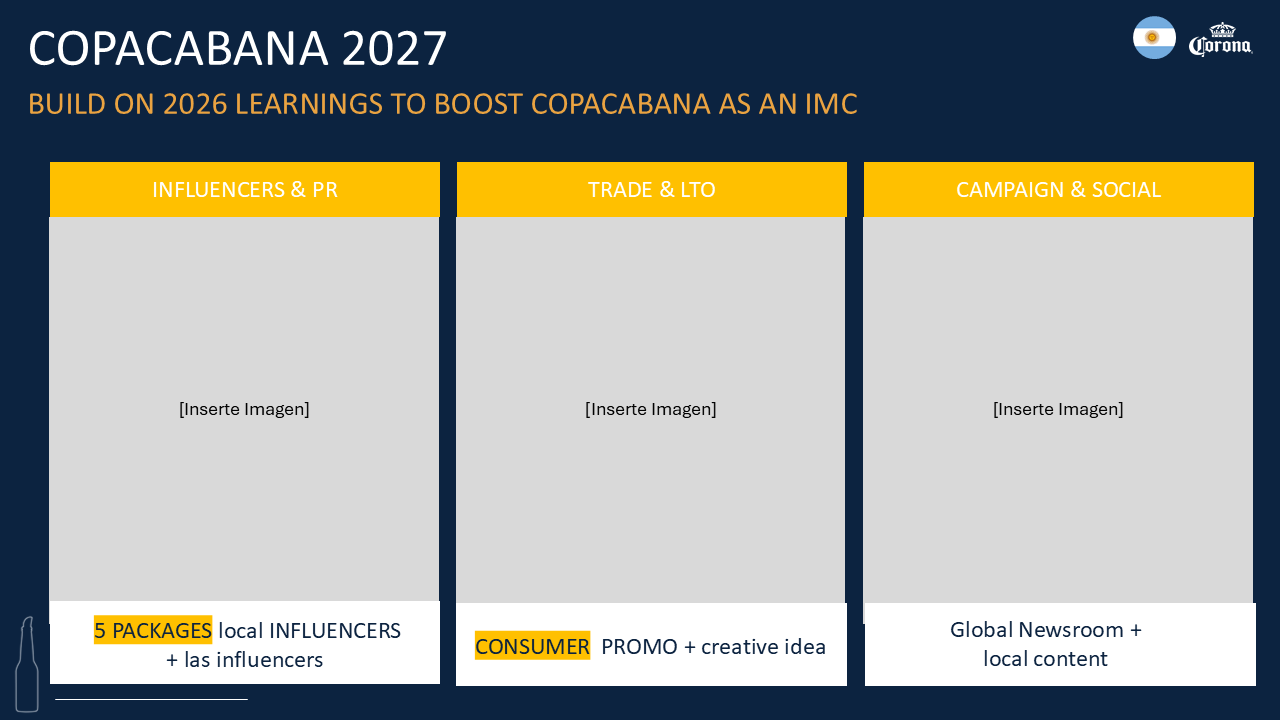 COPACABANA 2027
Corona
BUILD ON 2026 LEARNINGS TO BOOST COPACABANA AS AN IMC
INFLUENCERS & PR
TRADE & LTO
CAMPAIGN & SOCIAL
[Inserte Imagen]
[Inserte Imagen]
[Inserte Imagen]
5 PACKAGES local INFLUENCERS
+ las influencers
CONSUMER PROMO + creative idea
Global Newsroom +
local content